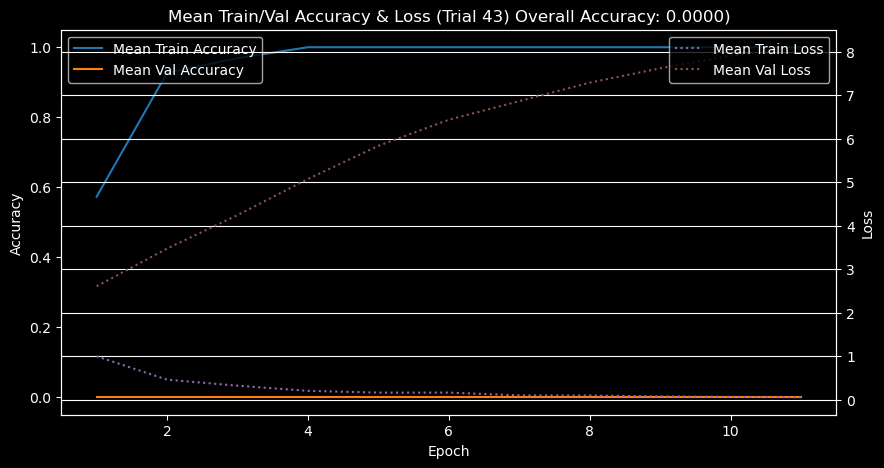 Mean Train/Val Accuracy & Loss (Trial 43) Overall Accuracy: 0.0000)
Mean Train Accuracy
Mean Val Accuracy
Mean Train Loss
Mean Val Loss
1.0
0.8
0.6
0.4
0.2
0.0
Accuracy
8
7
6
5
4
3
2
1
0
Loss
2
4
6
8
10
Epoch